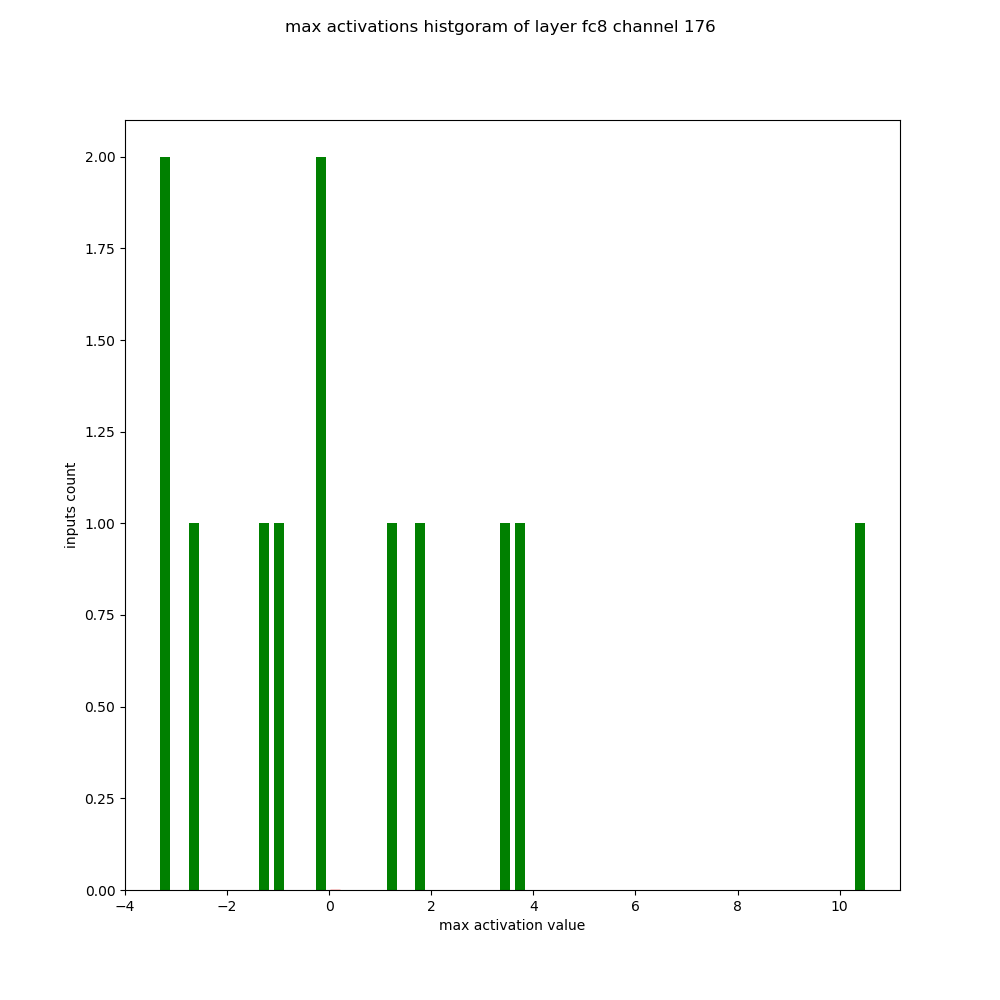 max activations histgoram of layer fc8 channel 176
2.00
1.75
1.50
1.25
1.00
0.75
0.50
0.25
0.00
inputs count
−4 −2 0 2 4 6 8 10
max activation value